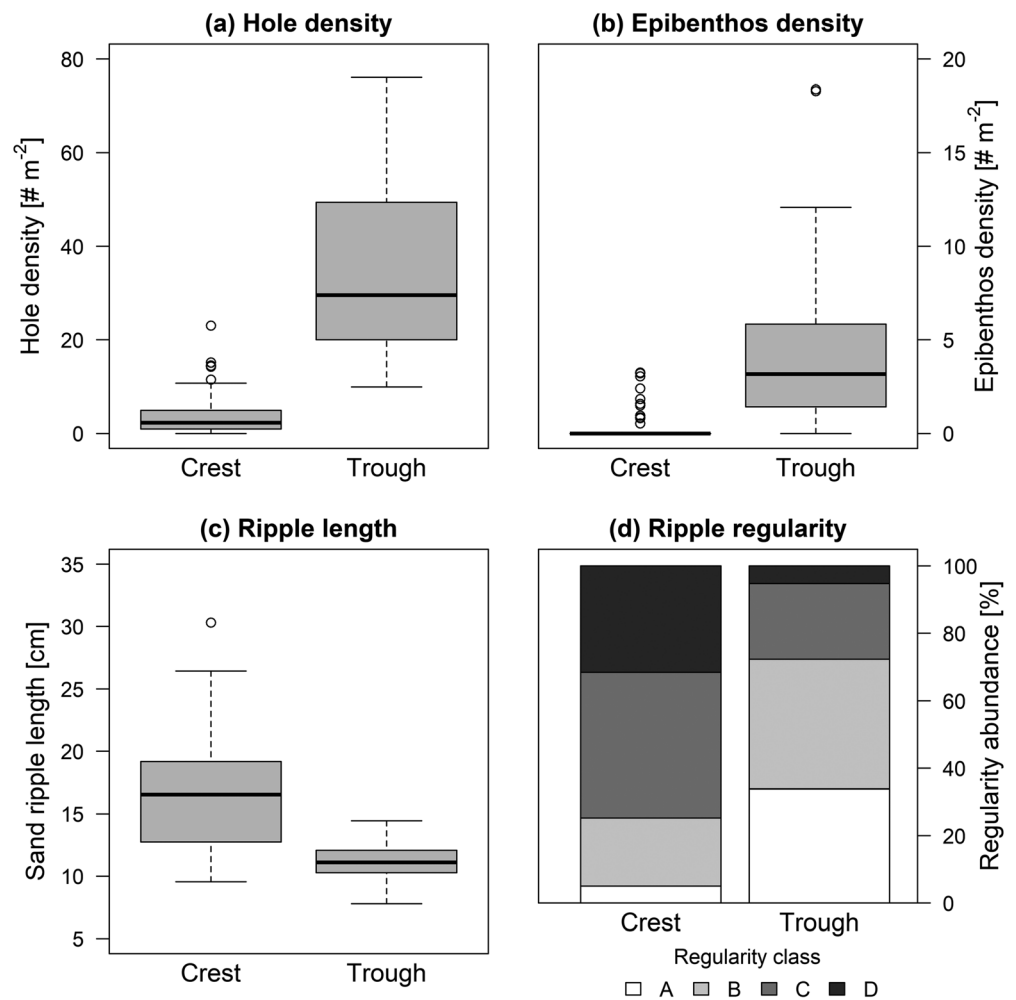 (a) Hole density
Hole density [# m⁻²]
80
60
40
20
0
Crest Trough
(b) Epibenthos density
20
15
10
5
0
Epibenthos density [# m⁻²]
Crest Trough
(c) Ripple length
Sand ripple length [cm]
35
30
25
20
15
10
5
Crest Trough
(d) Ripple regularity
100
80
60
40
20
0
Regularity abundance [%]
Crest Trough
Regularity class
A B C D